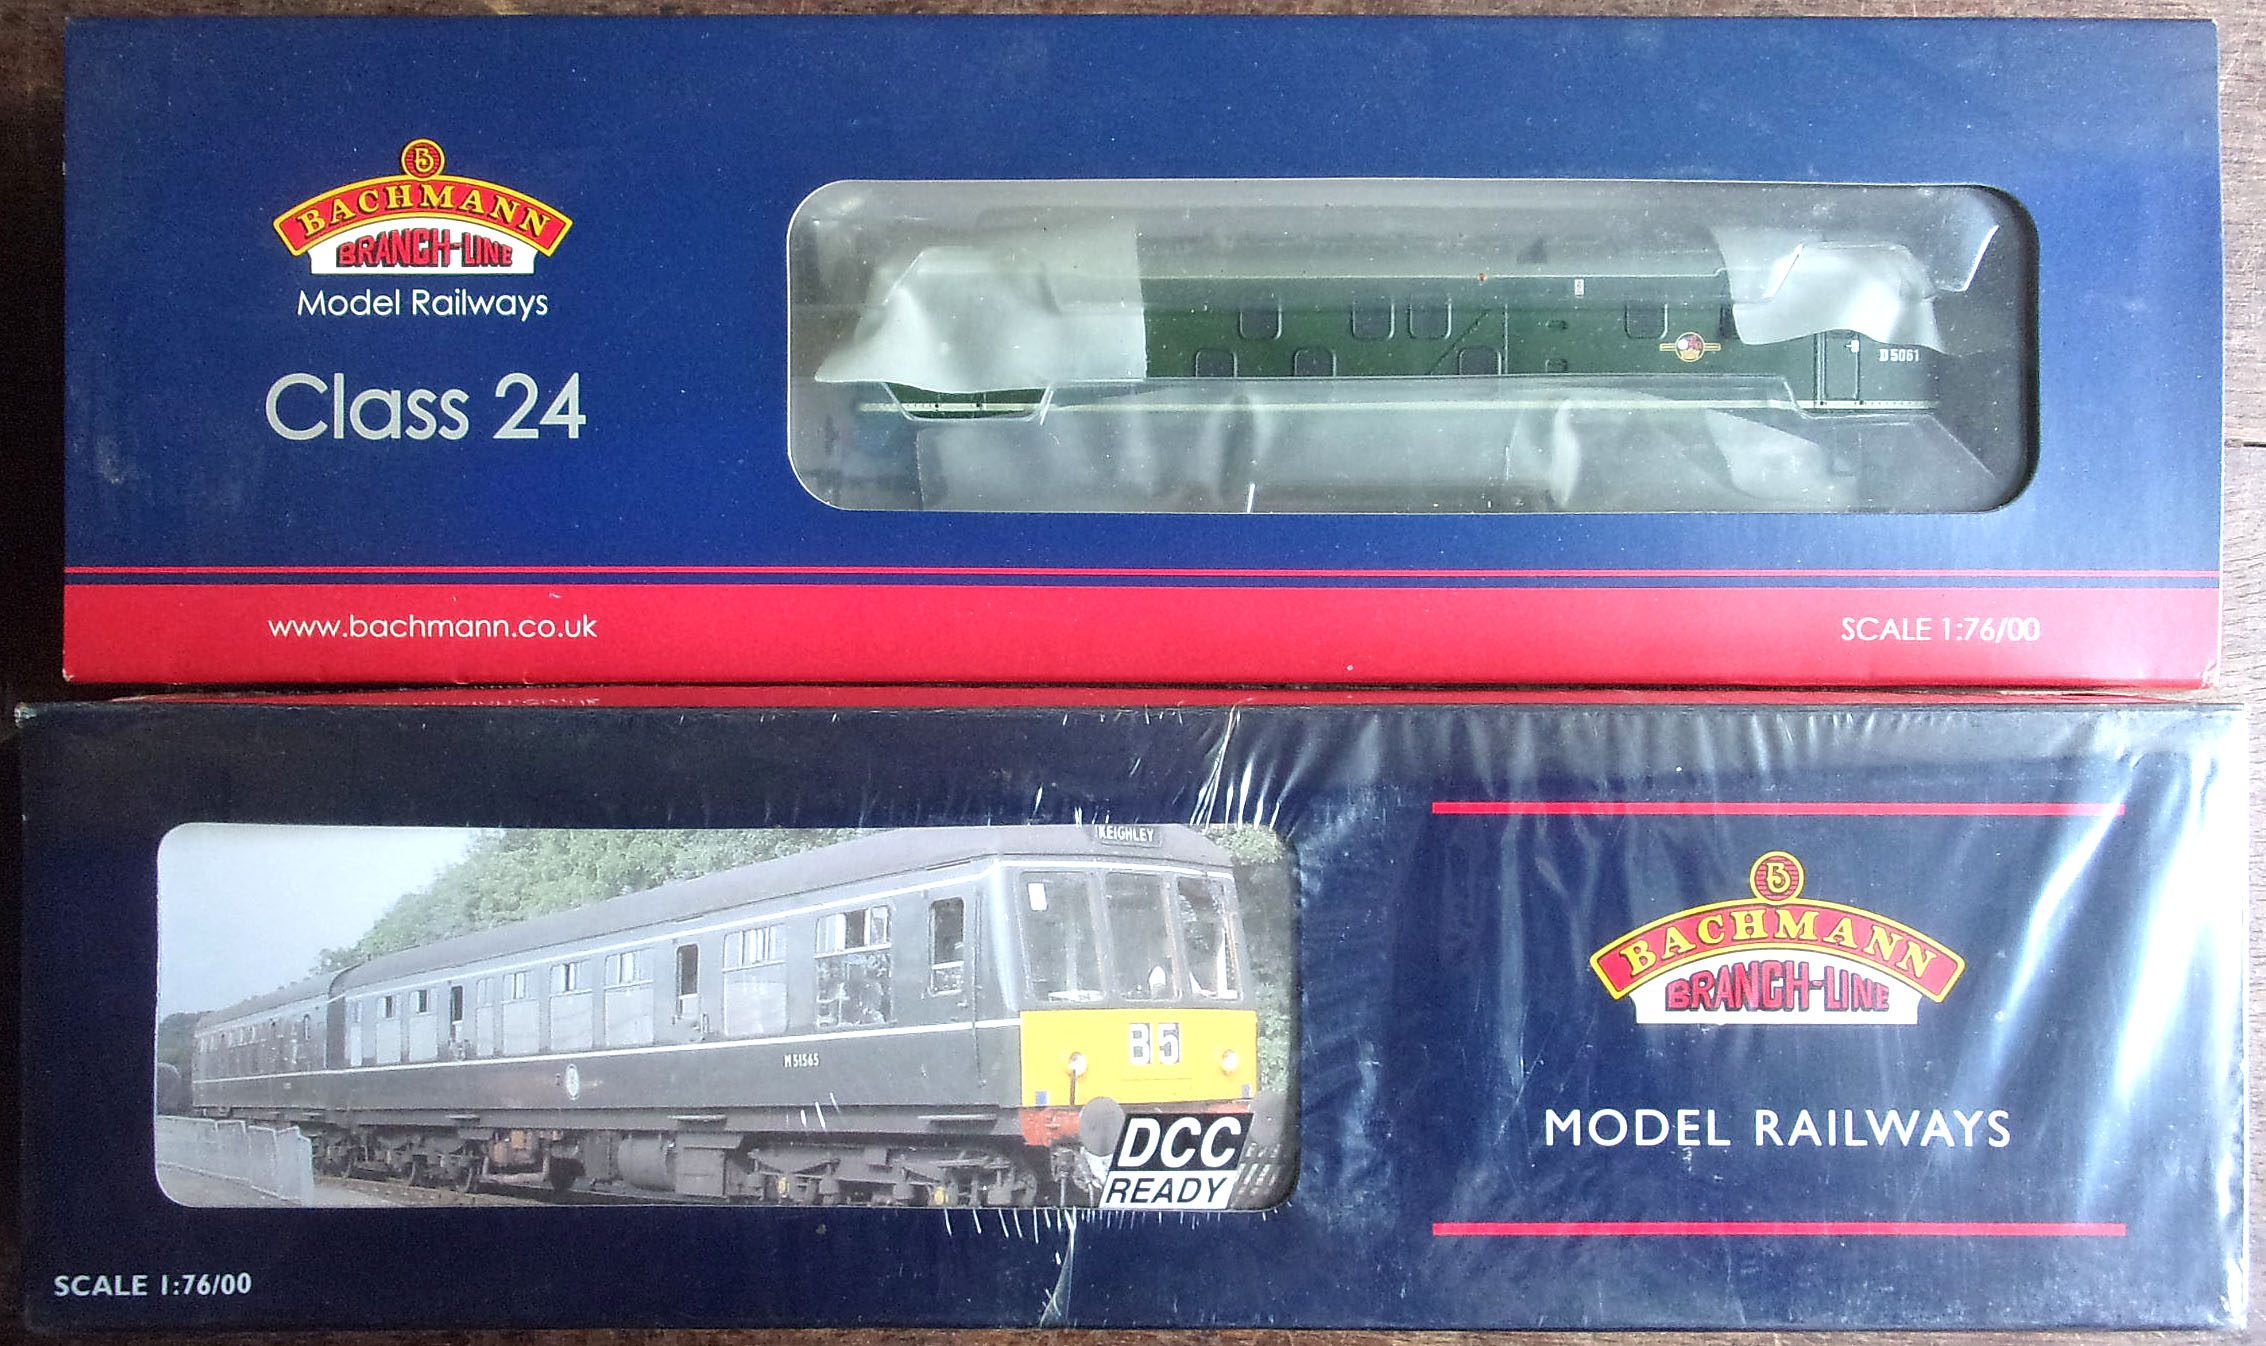 B
BACHMANN
BRANCH-LINE
Model Railways
Class 24
D5061
www.bachmann.co.uk
SCALE 1:76/00
KEIGHLEY
B5
M51565
DCC
READY
B
BACHMANN
BRANCH-LINE
MODEL RAILWAYS
SCALE 1:76/00